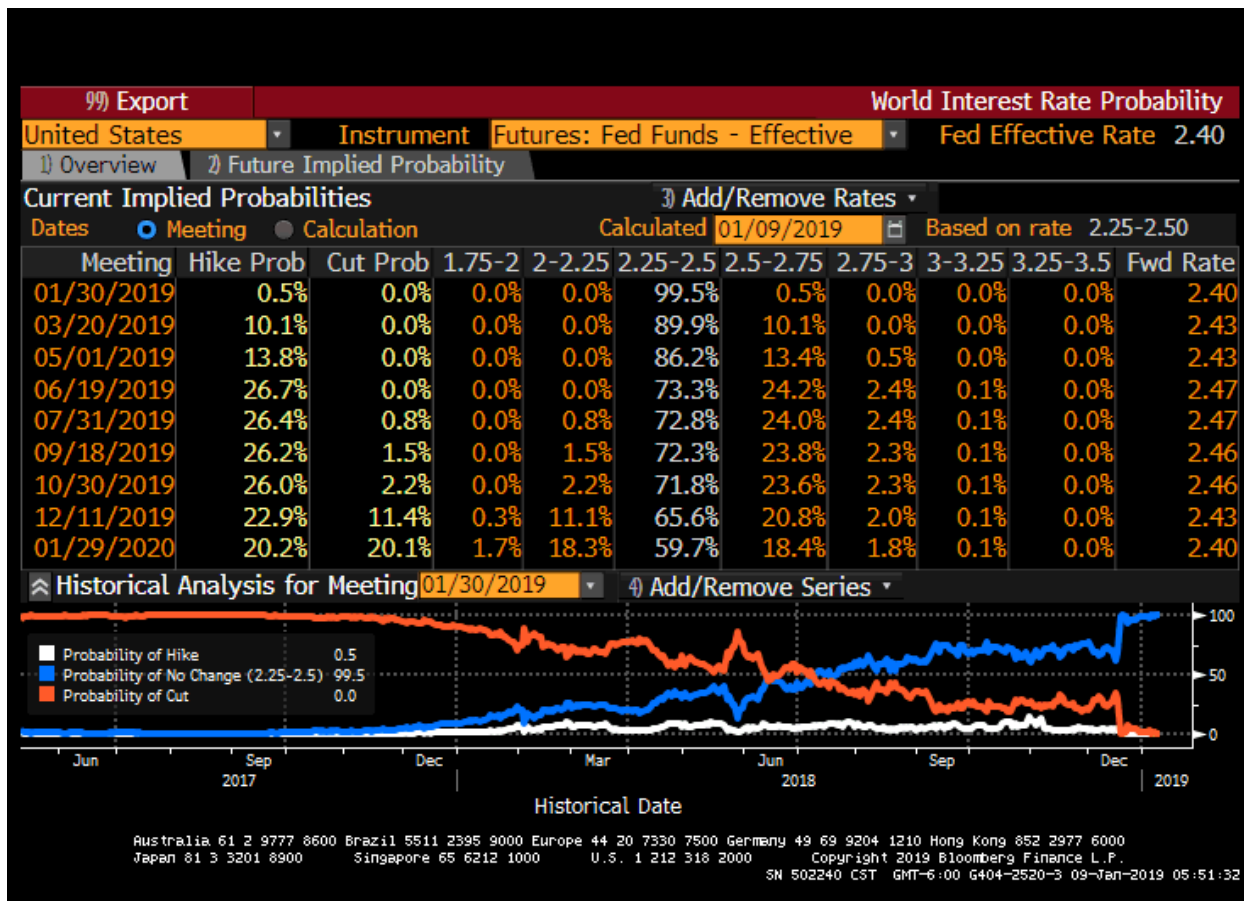 99) Export World Interest Rate Probability
United States Instrument Futures: Fed Funds - Effective Fed Effective Rate 2.40
1) Overview 2) Future Implied Probability
Current Implied Probabilities 3) Add/Remove Rates
Dates Meeting Calculation Calculated 01/09/2019 Based on rate 2.25-2.50
Meeting Hike Prob Cut Prob 1.75-2 2-2.25 2.25-2.5 2.5-2.75 2.75-3 3-3.25 3.25-3.5 Fwd Rate
01/30/2019 0.5% 0.0% 0.0% 0.0% 99.5% 0.5% 0.0% 0.0% 0.0% 2.40
03/20/2019 10.1% 0.0% 0.0% 0.0% 89.9% 10.1% 0.0% 0.0% 0.0% 2.43
05/01/2019 13.8% 0.0% 0.0% 0.0% 86.2% 13.4% 0.5% 0.0% 0.0% 2.43
06/19/2019 26.7% 0.0% 0.0% 0.0% 73.3% 24.2% 2.4% 0.1% 0.0% 2.47
07/31/2019 26.4% 0.8% 0.0% 0.8% 72.8% 24.0% 2.4% 0.1% 0.0% 2.47
09/18/2019 26.2% 1.5% 0.0% 1.5% 72.3% 23.8% 2.3% 0.1% 0.0% 2.46
10/30/2019 26.0% 2.2% 0.0% 2.2% 71.8% 23.6% 2.3% 0.1% 0.0% 2.46
12/11/2019 22.9% 11.4% 0.3% 11.1% 65.6% 20.8% 2.0% 0.1% 0.0% 2.43
01/29/2020 20.2% 20.1% 1.7% 18.3% 59.7% 18.4% 1.8% 0.1% 0.0% 2.40
Historical Analysis for Meeting 01/30/2019 4) Add/Remove Series
100
Probability of Hike 0.5
Probability of No Change (2.25-2.5) 99.5
50
Probability of Cut 0.0
0
Jun Sep Dec Mar Jun Sep Dec
2017 2018 2019
Historical Date
Australia 61 2 9777 8600 Brazil 5511 2395 9000 Europe 44 20 7330 7500 Germany 49 69 9204 1210 Hong Kong 852 2977 6000
Japan 81 3 3201 8900 Singapore 65 6212 1000 U.S. 1 212 318 2000 Copyright 2019 Bloomberg Finance L.P.
SN 502240 CST GMT-6:00 G404-2520-3 09-Jan-2019 05:51:32